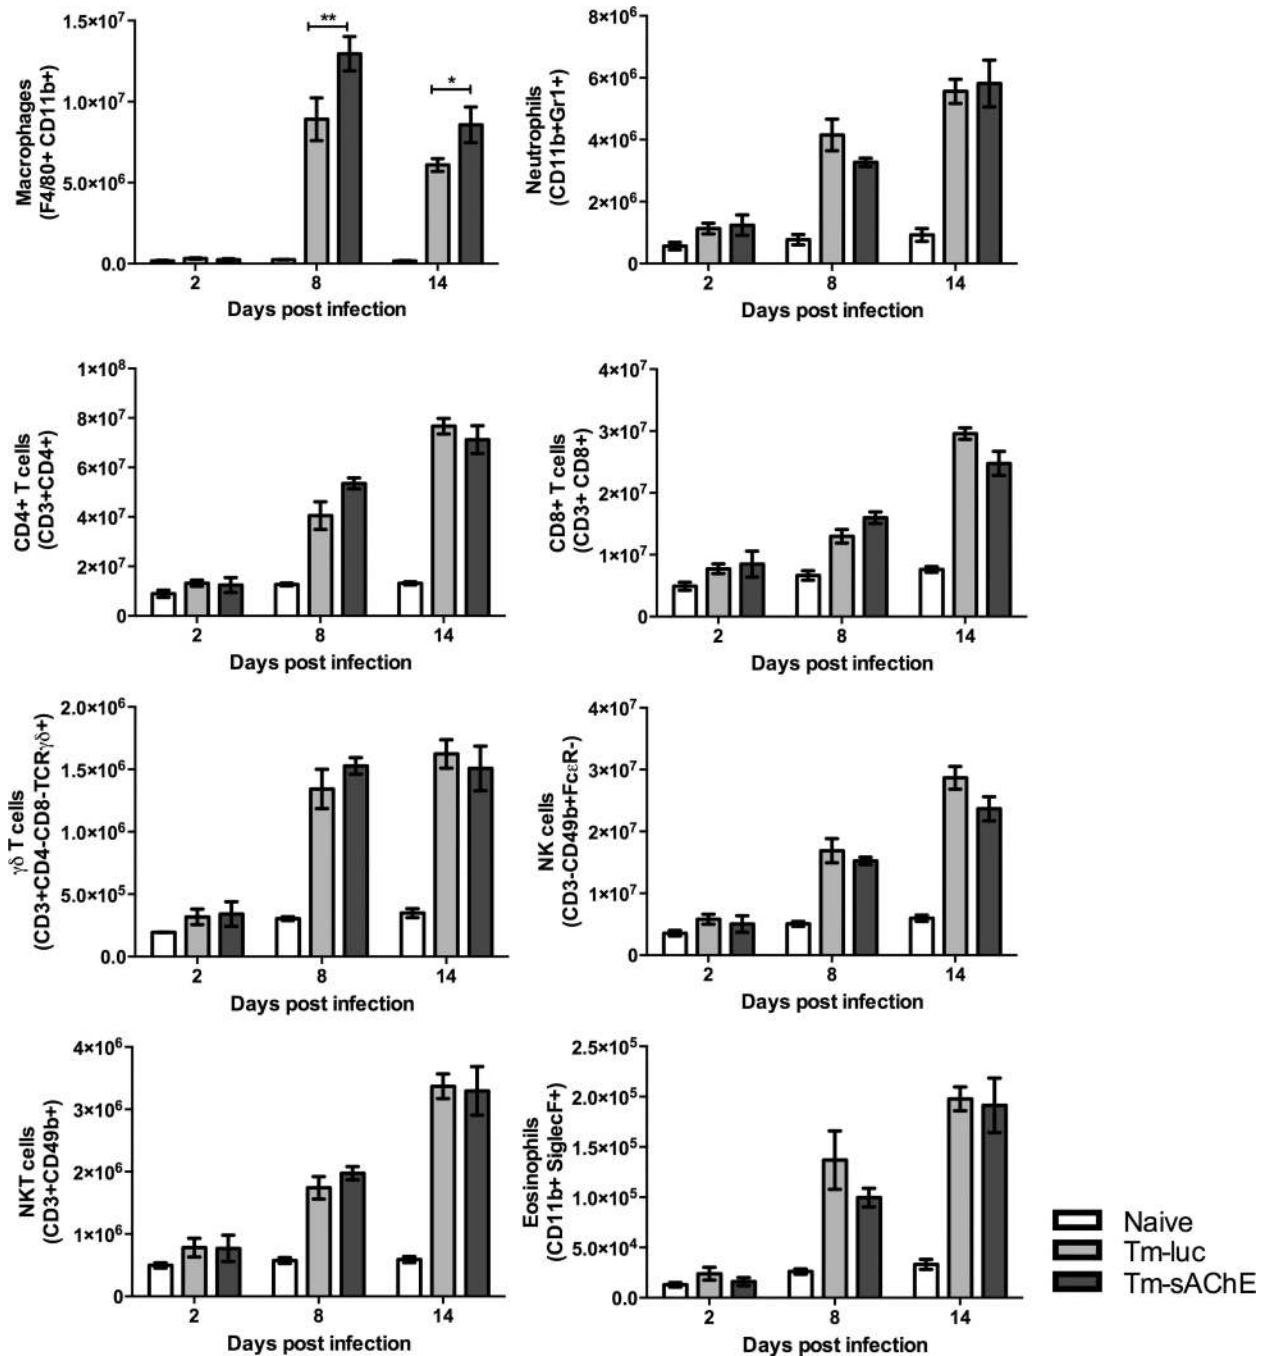 Macrophages
(F4/80+ CD11b+)
1.5×10⁷
1.0×10⁷
5.0×10⁶
0.0
**
*
2 8 14
Days post infection
Neutrophils
(CD11b+Gr1+)
8×10⁶
6×10⁶
4×10⁶
2×10⁶
0
2 8 14
Days post infection
CD4+ T cells
(CD3+CD4+)
1×10⁸
8×10⁷
6×10⁷
4×10⁷
2×10⁷
0
2 8 14
Days post infection
CD8+ T cells
(CD3+ CD8+)
4×10⁷
3×10⁷
2×10⁷
1×10⁷
0
2 8 14
Days post infection
γδ T cells
(CD3+CD4-CD8-TCRγδ+)
2.0×10⁶
1.5×10⁶
1.0×10⁶
5.0×10⁵
0.0
2 8 14
Days post infection
NK cells
(CD3-CD49b+FcεR-)
4×10⁷
3×10⁷
2×10⁷
1×10⁷
0
2 8 14
Days post infection
NKT cells
(CD3+CD49b+)
4×10⁶
3×10⁶
2×10⁶
1×10⁶
0
2 8 14
Days post infection
Eosinophils
(CD11b+ SiglecF+)
2.5×10⁵
2.0×10⁵
1.5×10⁵
1.0×10⁵
5.0×10⁴
0.0
2 8 14
Days post infection
Naive
Tm-luc
Tm-sAChE